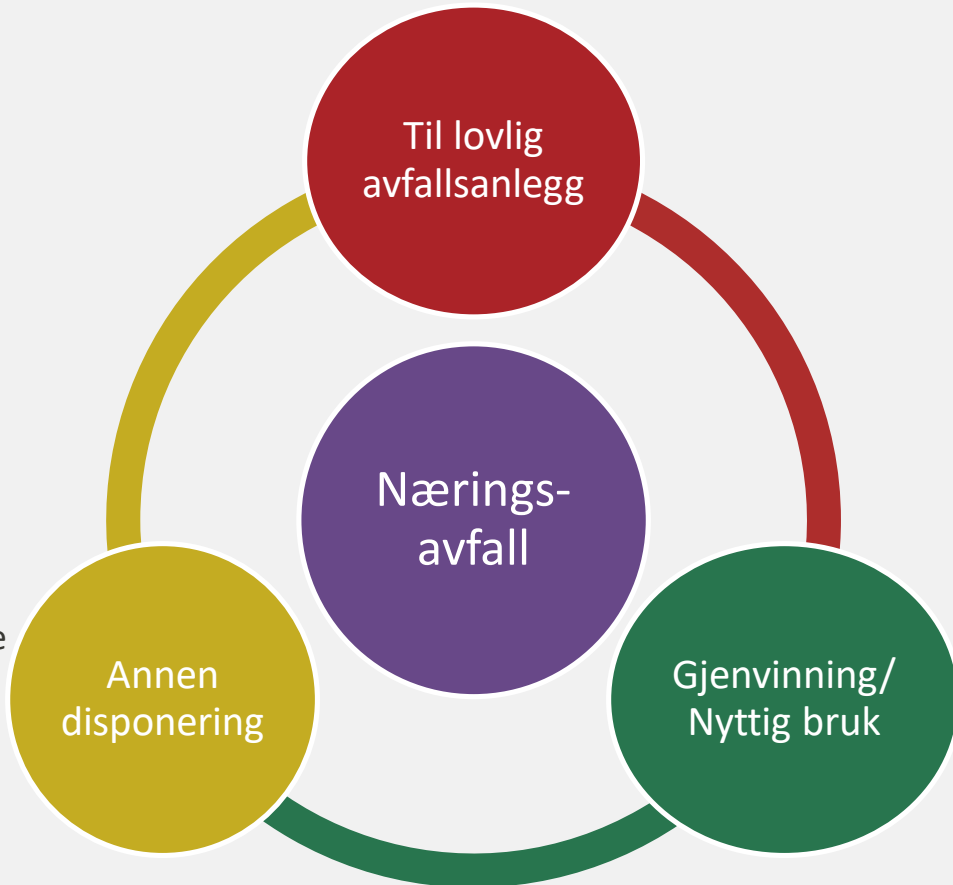 Til lovlig
avfallsanlegg
Nærings-
avfall
Annen
disponering
Gjenvinning/
Nyttig bruk